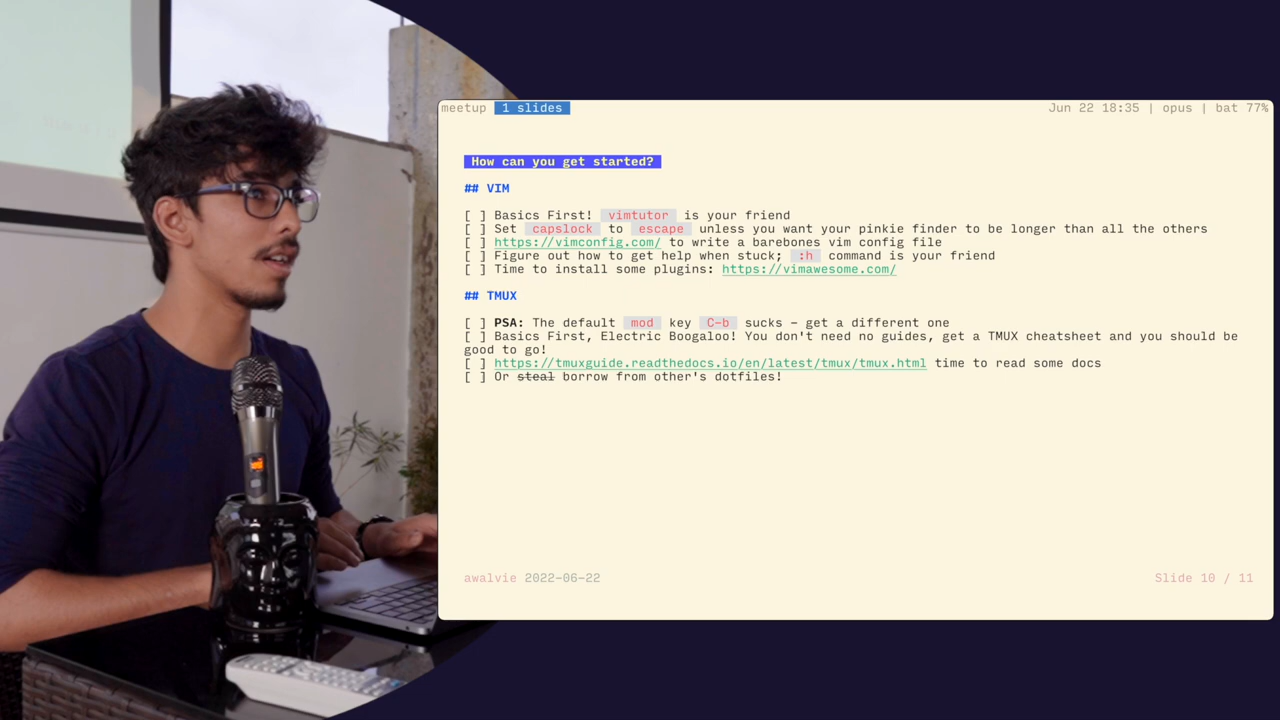 meetup 1 slides Jun 22 18:35 | opus | bat 77%
How can you get started?
## VIM
[ ] Basics First! vimtutor is your friend
[ ] Set capslock to escape unless you want your pinkie finder to be longer than all the others
[ ] https://vimconfig.com/ to write a barebones vim config file
[ ] Figure out how to get help when stuck; :h command is your friend
[ ] Time to install some plugins: https://vimawesome.com/
## TMUX
[ ] PSA: The default mod key C-b sucks - get a different one
[ ] Basics First, Electric Boogaloo! You don't need no guides, get a TMUX cheatsheet and you should be
good to go!
[ ] https://tmuxguide.readthedocs.io/en/latest/tmux/tmux.html time to read some docs
[ ] Or steal borrow from other's dotfiles!
awalvie 2022-06-22 Slide 10 / 11